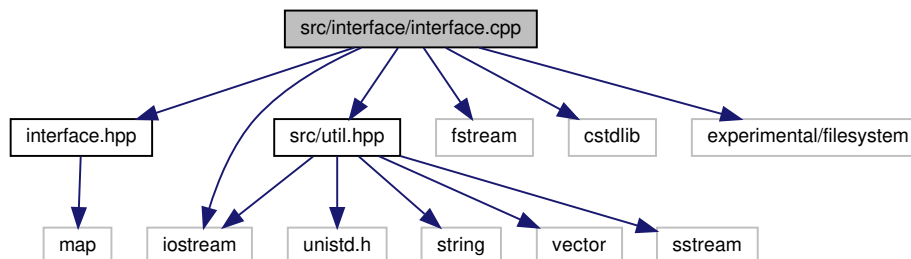 src/interface/interface.cpp
interface.hpp
src/util.hpp
fstream
cstdlib
experimental/filesystem
map
iostream
unistd.h
string
vector
sstream